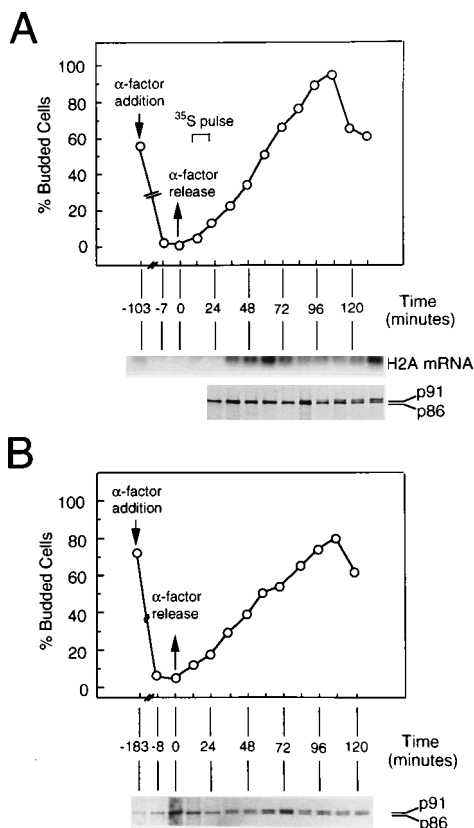 A
100
80
60
40
20
0
% Budded Cells
α-factor
addition
35S pulse
α-factor
release
-103 -7 0 24 48 72 96 120
Time
(minutes)
H2A mRNA
p91
p86
B
100
80
60
40
20
0
% Budded Cells
α-factor
addition
α-factor
release
-183 -8 0 24 48 72 96 120
Time
(minutes)
p91
p86